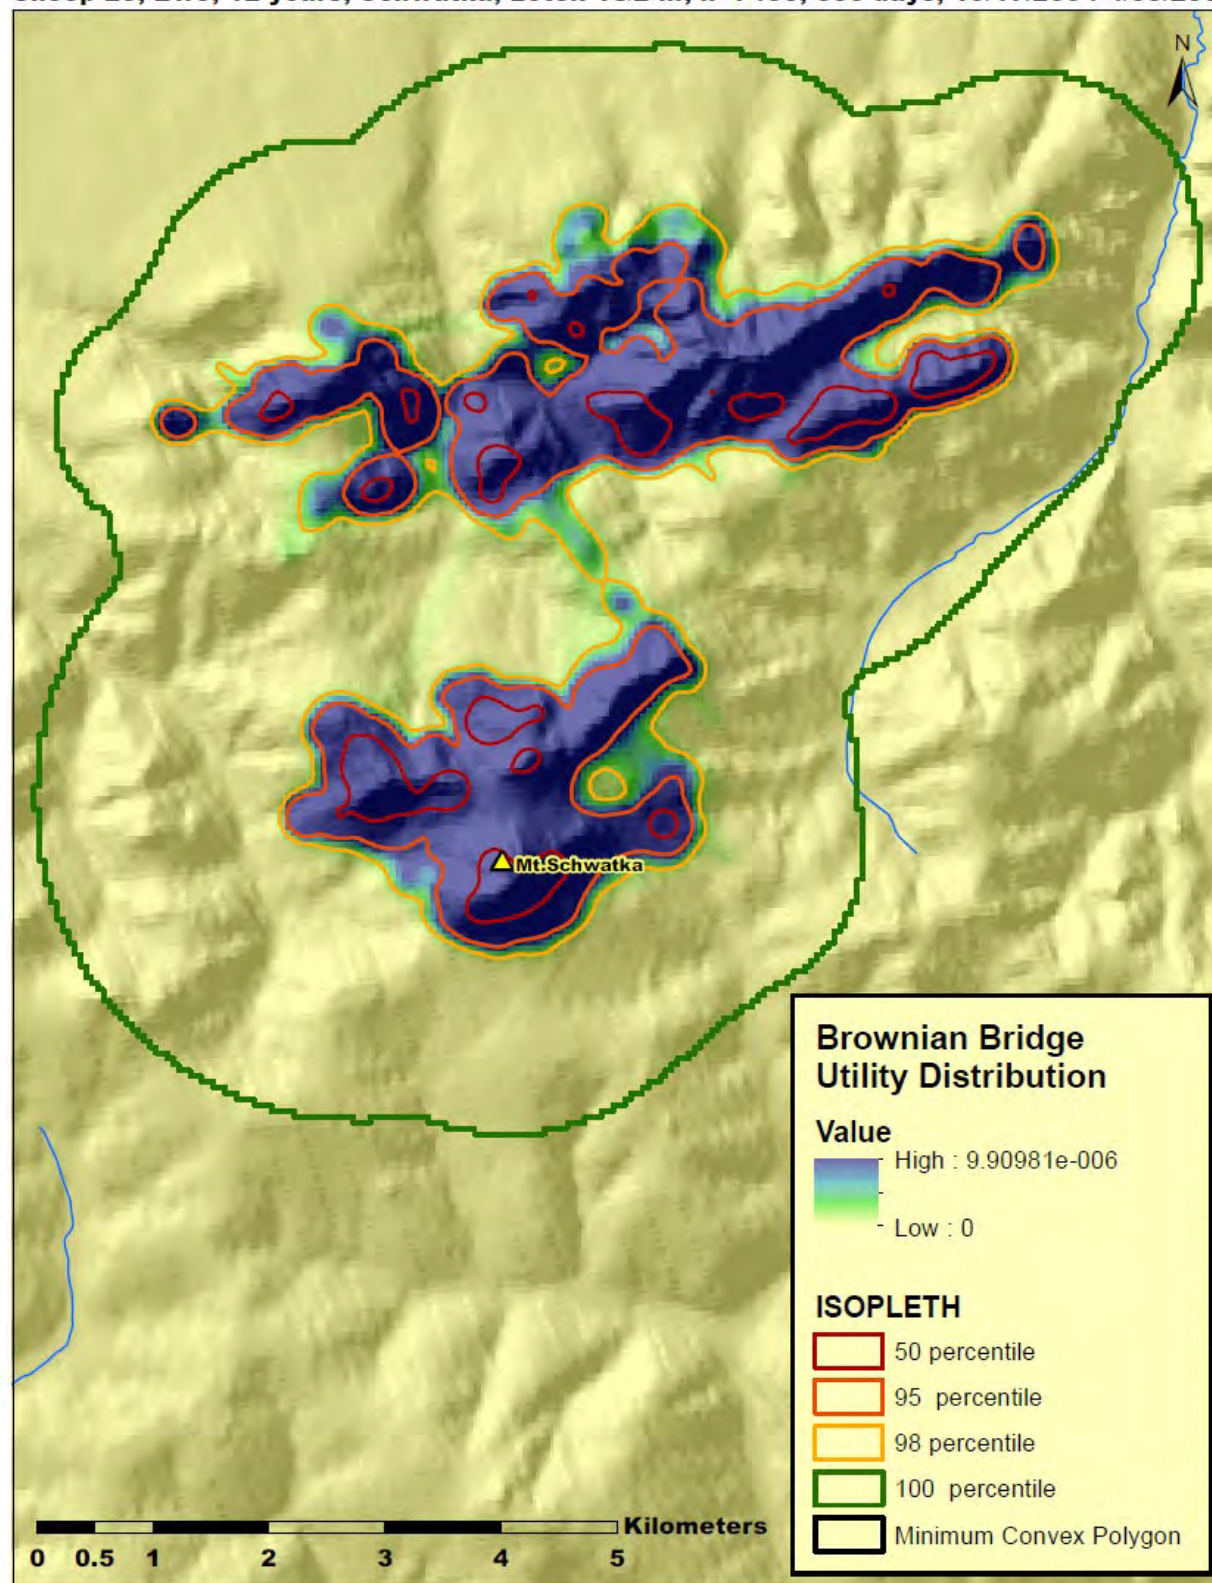 N
Mt.Schwatka
Brownian Bridge
Utility Distribution
Value
High : 9.90981e-006
Low : 0
ISOPLETH
50 percentile
95 percentile
98 percentile
100 percentile
Minimum Convex Polygon
Kilometers
0 0.5 1 2 3 4 5